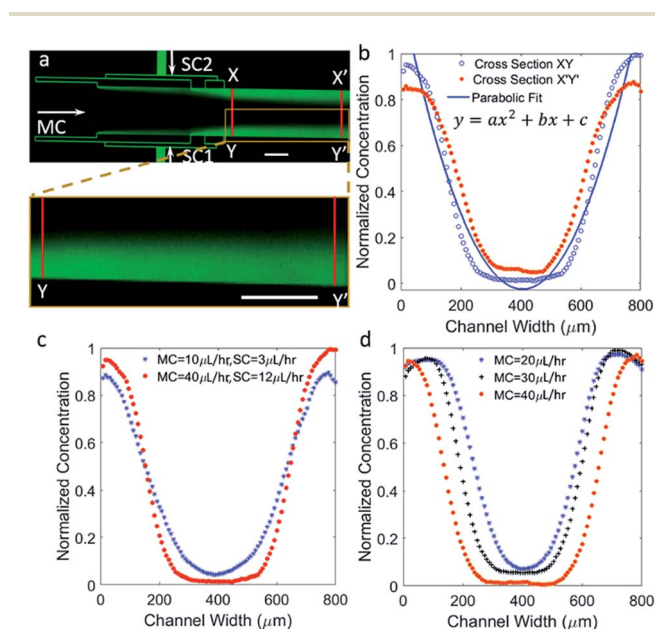 a
SC2
X
X'
MC
Y
SC1
Y'
Y
Y'
b
Cross Section XY
Cross Section X'Y'
Parabolic Fit
y = ax² + bx + c
Normalized Concentration
1
0.8
0.6
0.4
0.2
0
0 200 400 600 800
Channel Width (μm)
c
MC=10μL/hr,SC=3μL/hr
MC=40μL/hr,SC=12μL/hr
Normalized Concentration
1
0.8
0.6
0.4
0.2
0
0 200 400 600 800
Channel Width (μm)
d
MC=20μL/hr
MC=30μL/hr
MC=40μL/hr
Normalized Concentration
1
0.8
0.6
0.4
0.2
0
0 200 400 600 800
Channel Width (μm)